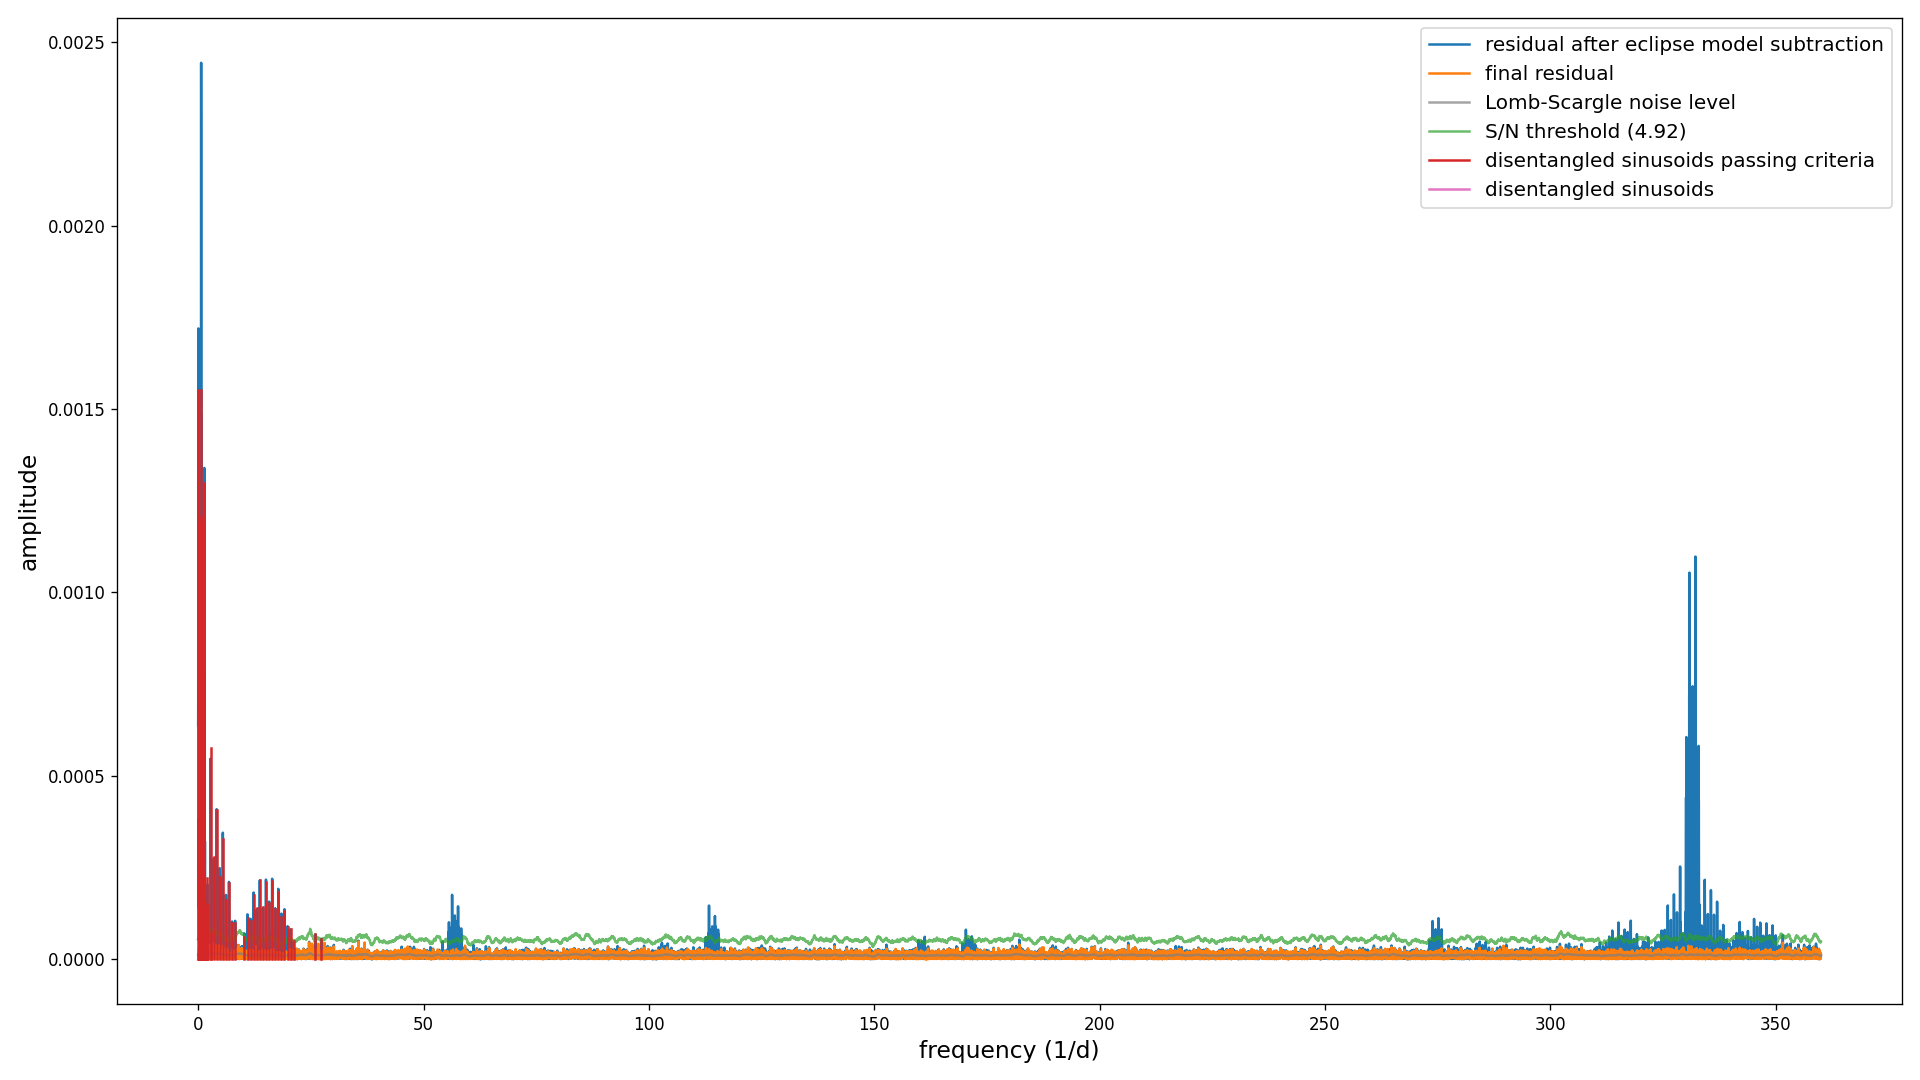 0.0025
0.0020
0.0015
0.0010
0.0005
0.0000
amplitude
0
50
100
150
200
250
300
350
frequency (1/d)
residual after eclipse model subtraction
final residual
Lomb-Scargle noise level
S/N threshold (4.92)
disentangled sinusoids passing criteria
disentangled sinusoids